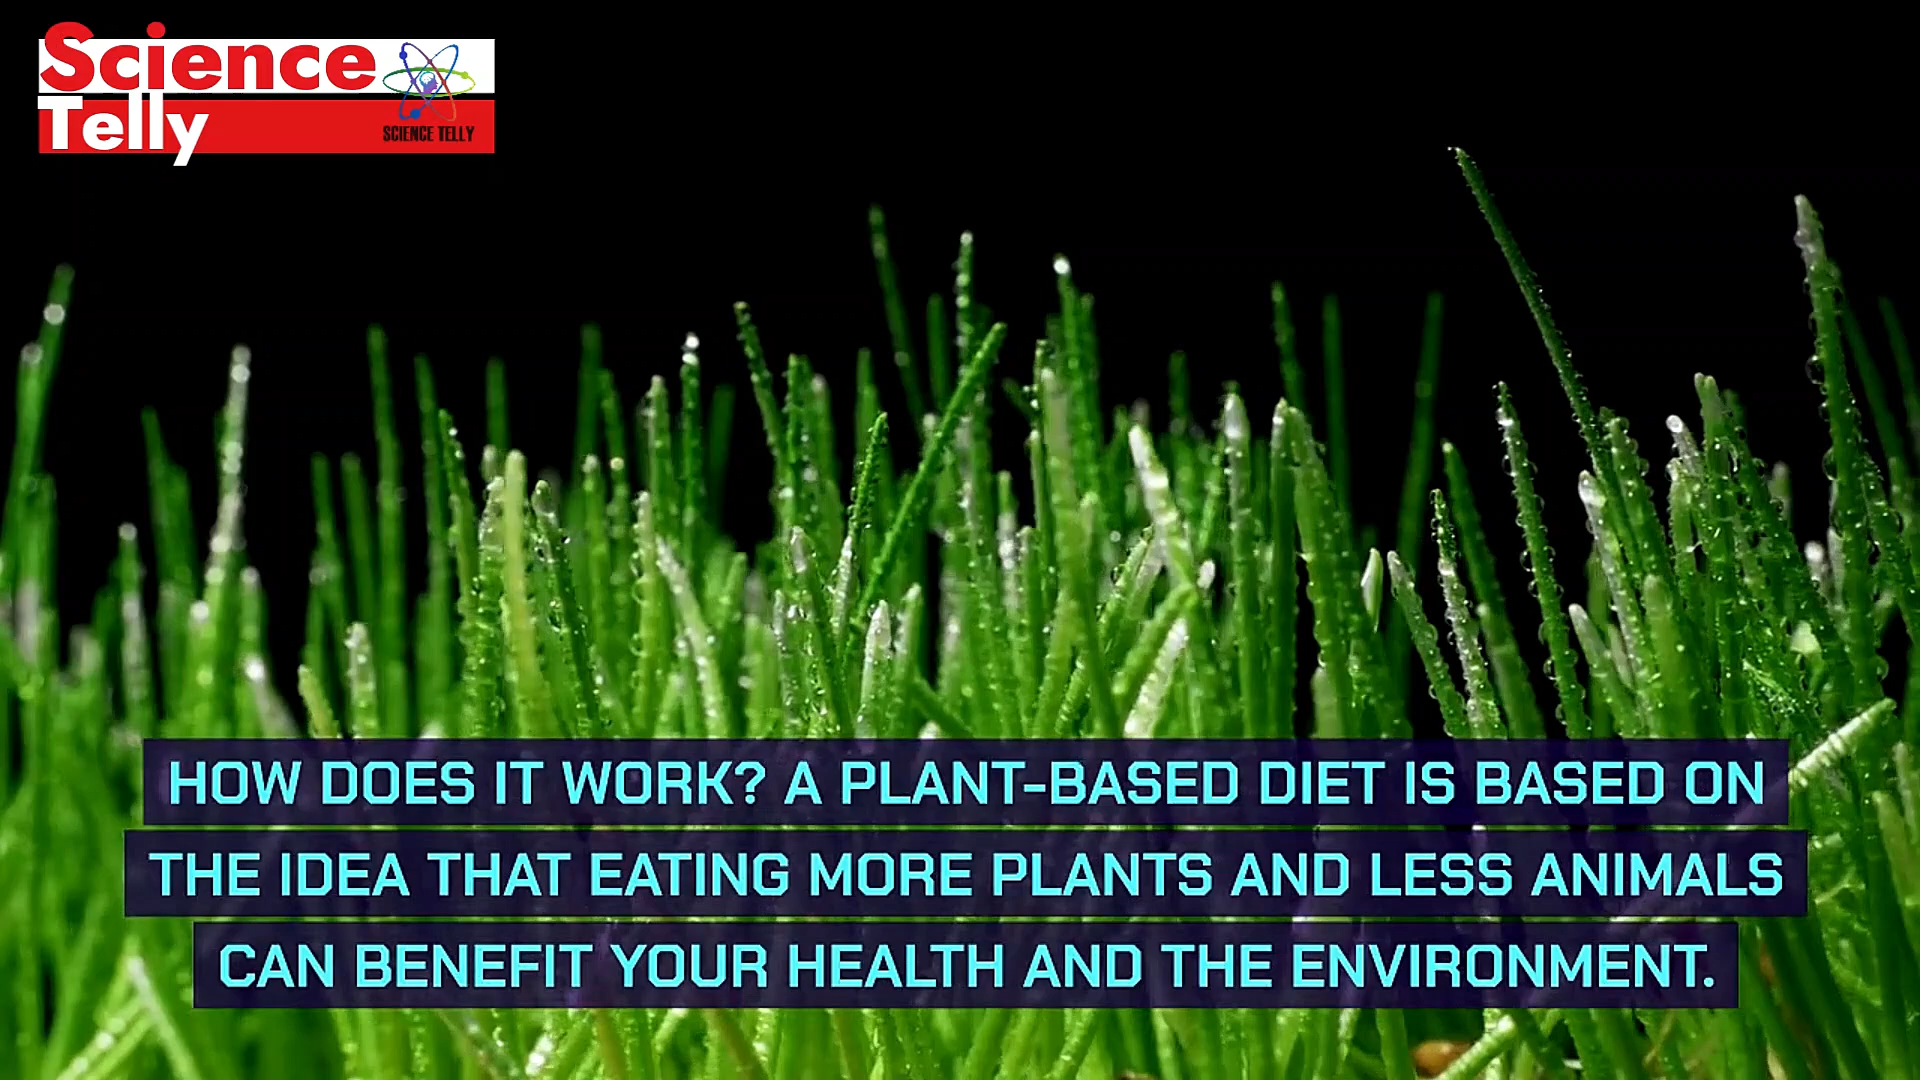 Science
Telly
SCIENCE TELLY
HOW DOES IT WORK? A PLANT-BASED DIET IS BASED ON
THE IDEA THAT EATING MORE PLANTS AND LESS ANIMALS
CAN BENEFIT YOUR HEALTH AND THE ENVIRONMENT.